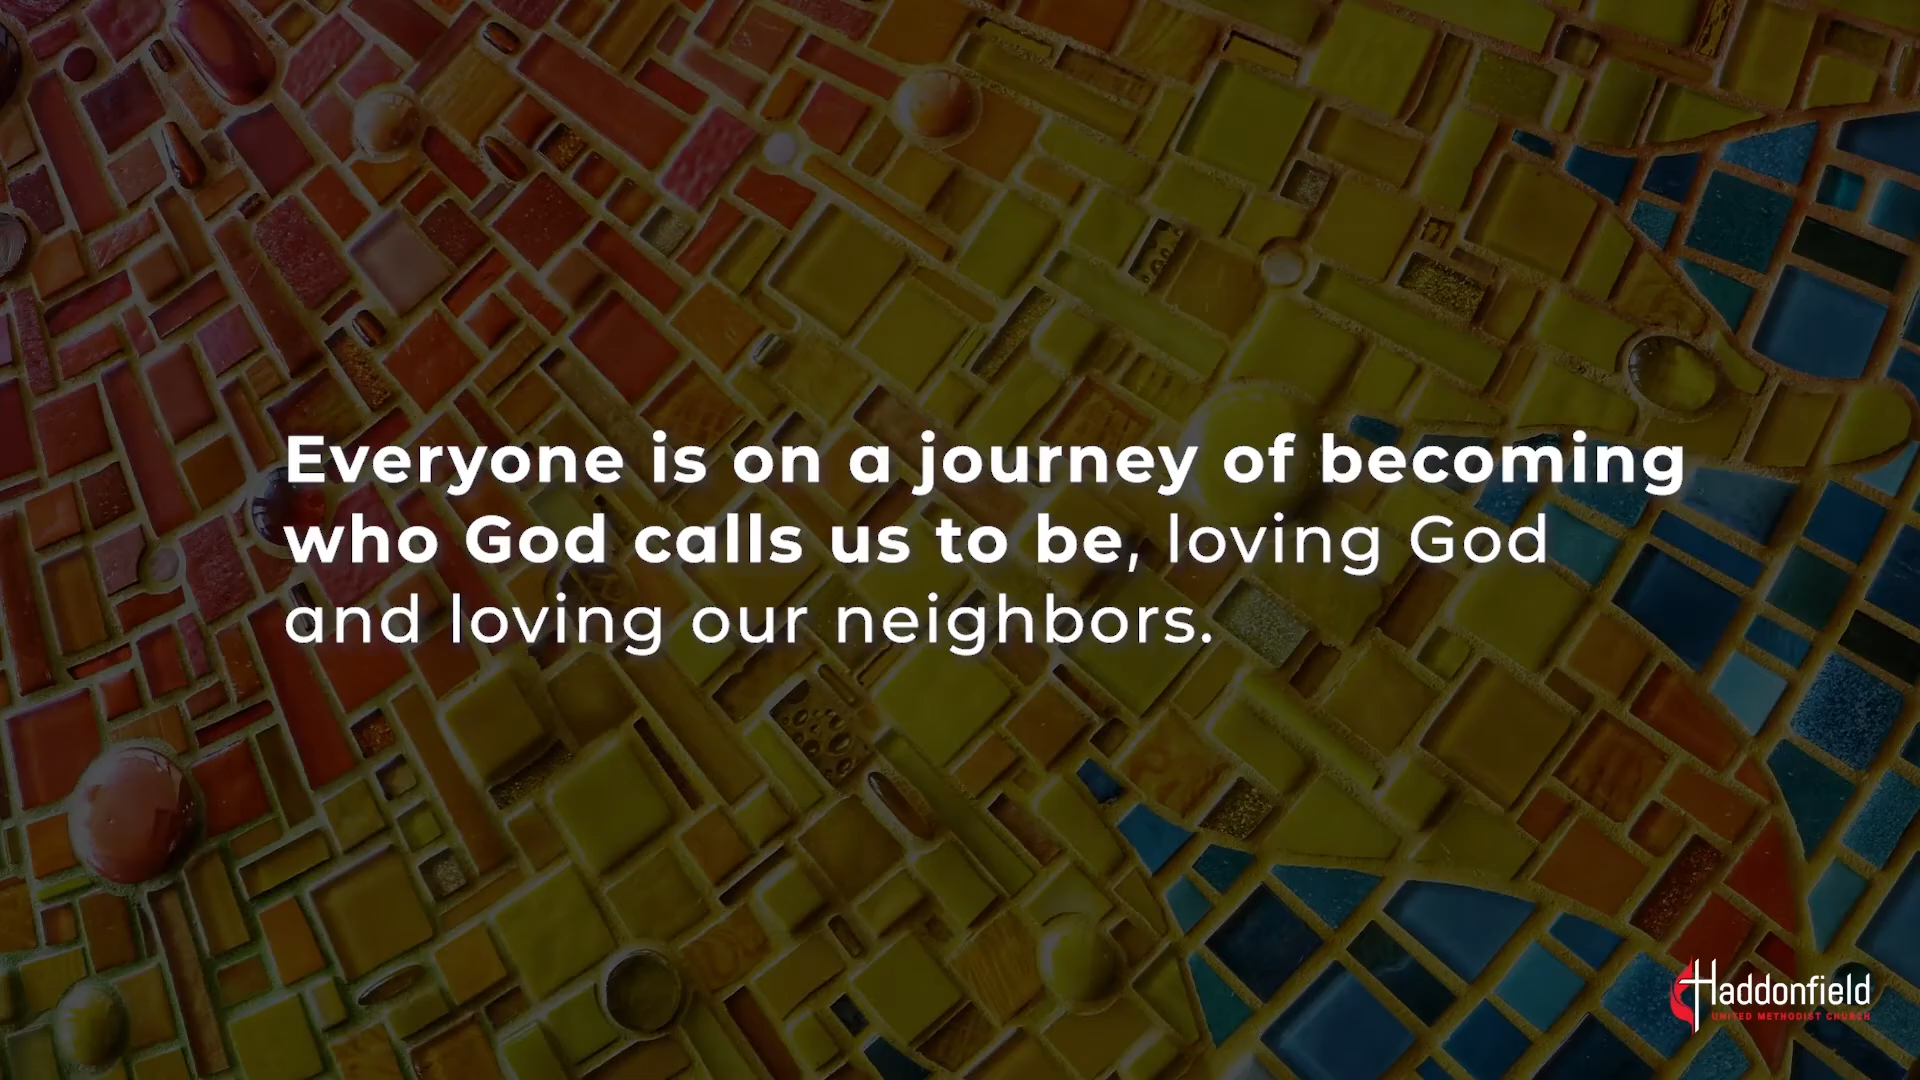 Everyone is on a journey of becoming
who God calls us to be, loving God
and loving our neighbors.
Haddonfield
UNITED METHODIST CHURCH